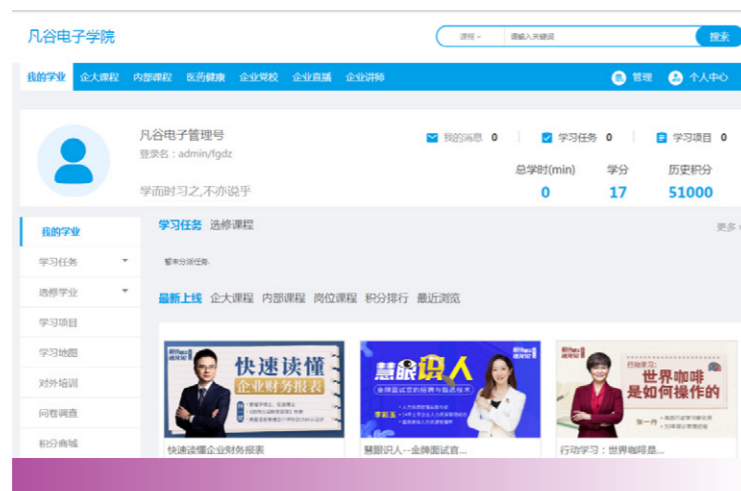 凡谷电子学院
课程
请输入关键词
搜索
我的学业 企大课程 内部课程 医药健康 企业党校 企业直播 企业讲师 管理 个人中心
凡谷电子管理号
我的消息 0 学习任务 0 学习项目 0
登录名：admin/fgdz
总学时(min) 学分 历史积分
学而时习之,不亦说乎
0 17 51000
我的学业
学习任务
选修学业
学习项目
学习地图
对外培训
问卷调查
积分商城
学习任务 选修课程 更多
暂未分派任务.
最新上线 企大课程 内部课程 岗位课程 积分排行 最近浏览
快速读懂
企业财务报表
快速读懂企业财务报表
慧眼识人
金牌面试官的招聘与甄选技术
李彩玉
慧眼识人--金牌面试官...
行动学习：
世界咖啡
是如何操作的
张一丹
行动学习：世界咖啡是...